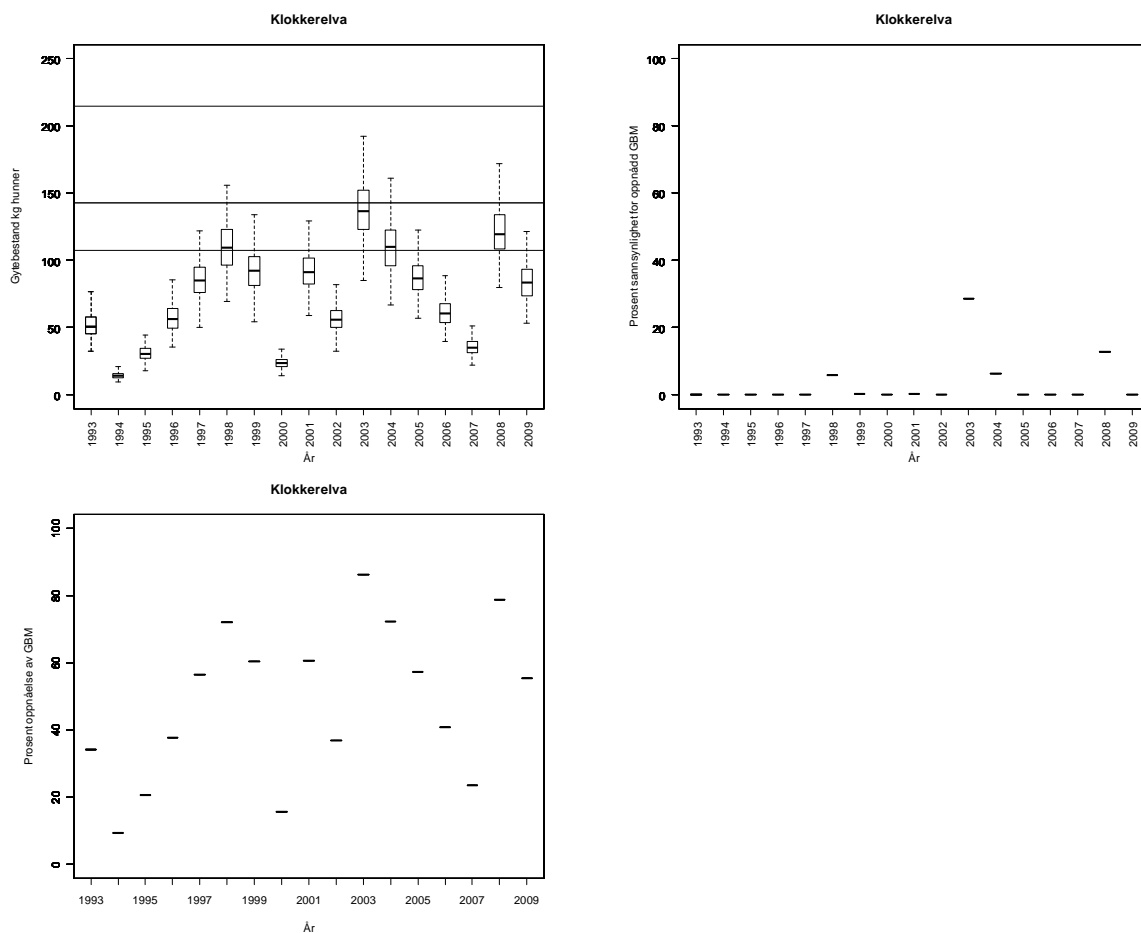 Klokkerelva
Gytebestand kg hunner
250
200
150
100
50
0
1993 1994 1995 1996 1997 1998 1999 2000 2001 2002 2003 2004 2005 2006 2007 2008 2009
År
Klokkerelva
Prosent sannsynlighet for oppnådd GBM
100
80
60
40
20
0
1993 1994 1995 1996 1997 1998 1999 2000 2001 2002 2003 2004 2005 2006 2007 2008 2009
År
Klokkerelva
Prosent oppnåelse av GBM
100
80
60
40
20
0
1993 1995 1997 1999 2001 2003 2005 2007 2009
År